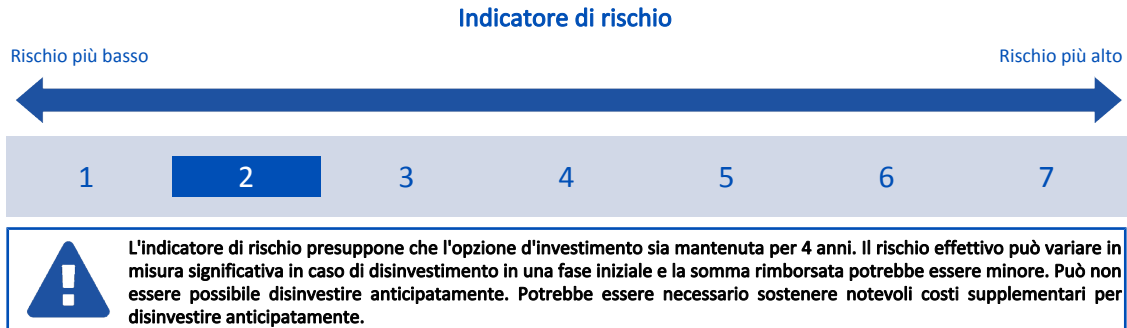 Indicatore di rischio
Rischio più basso Rischio più alto
1 2 3 4 5 6 7
L'indicatore di rischio presuppone che l'opzione d'investimento sia mantenuta per 4 anni. Il rischio effettivo può variare in
misura significativa in caso di disinvestimento in una fase iniziale e la somma rimborsata potrebbe essere minore. Può non
essere possibile disinvestire anticipatamente. Potrebbe essere necessario sostenere notevoli costi supplementari per
disinvestire anticipatamente.